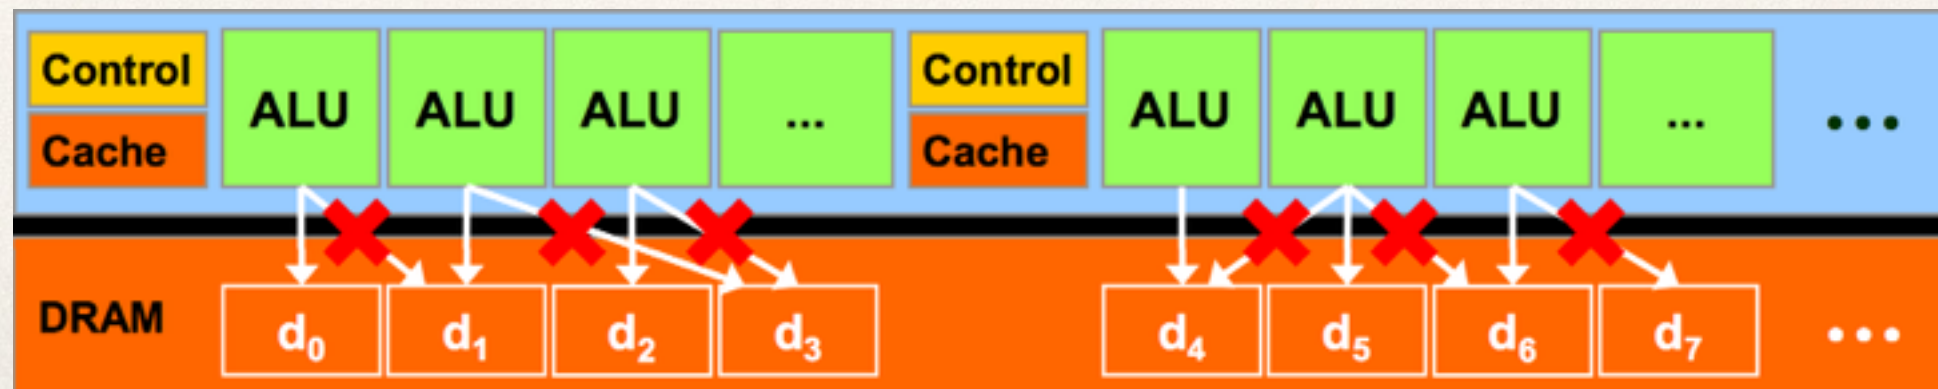 Control
Cache
ALU
ALU
ALU
...
Control
Cache
ALU
ALU
ALU
...
...
DRAM
d₀
d₁
d₂
d₃
d₄
d₅
d₆
d₇
...